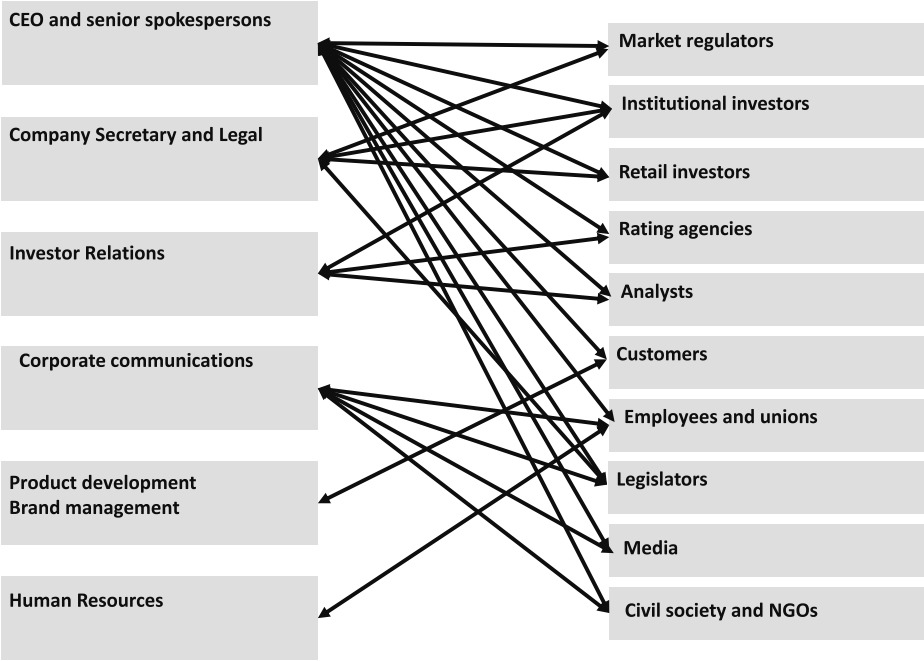 CEO and senior spokespersons
Company Secretary and Legal
Investor Relations
Corporate communications
Product development
Brand management
Human Resources
Market regulators
Institutional investors
Retail investors
Rating agencies
Analysts
Customers
Employees and unions
Legislators
Media
Civil society and NGOs